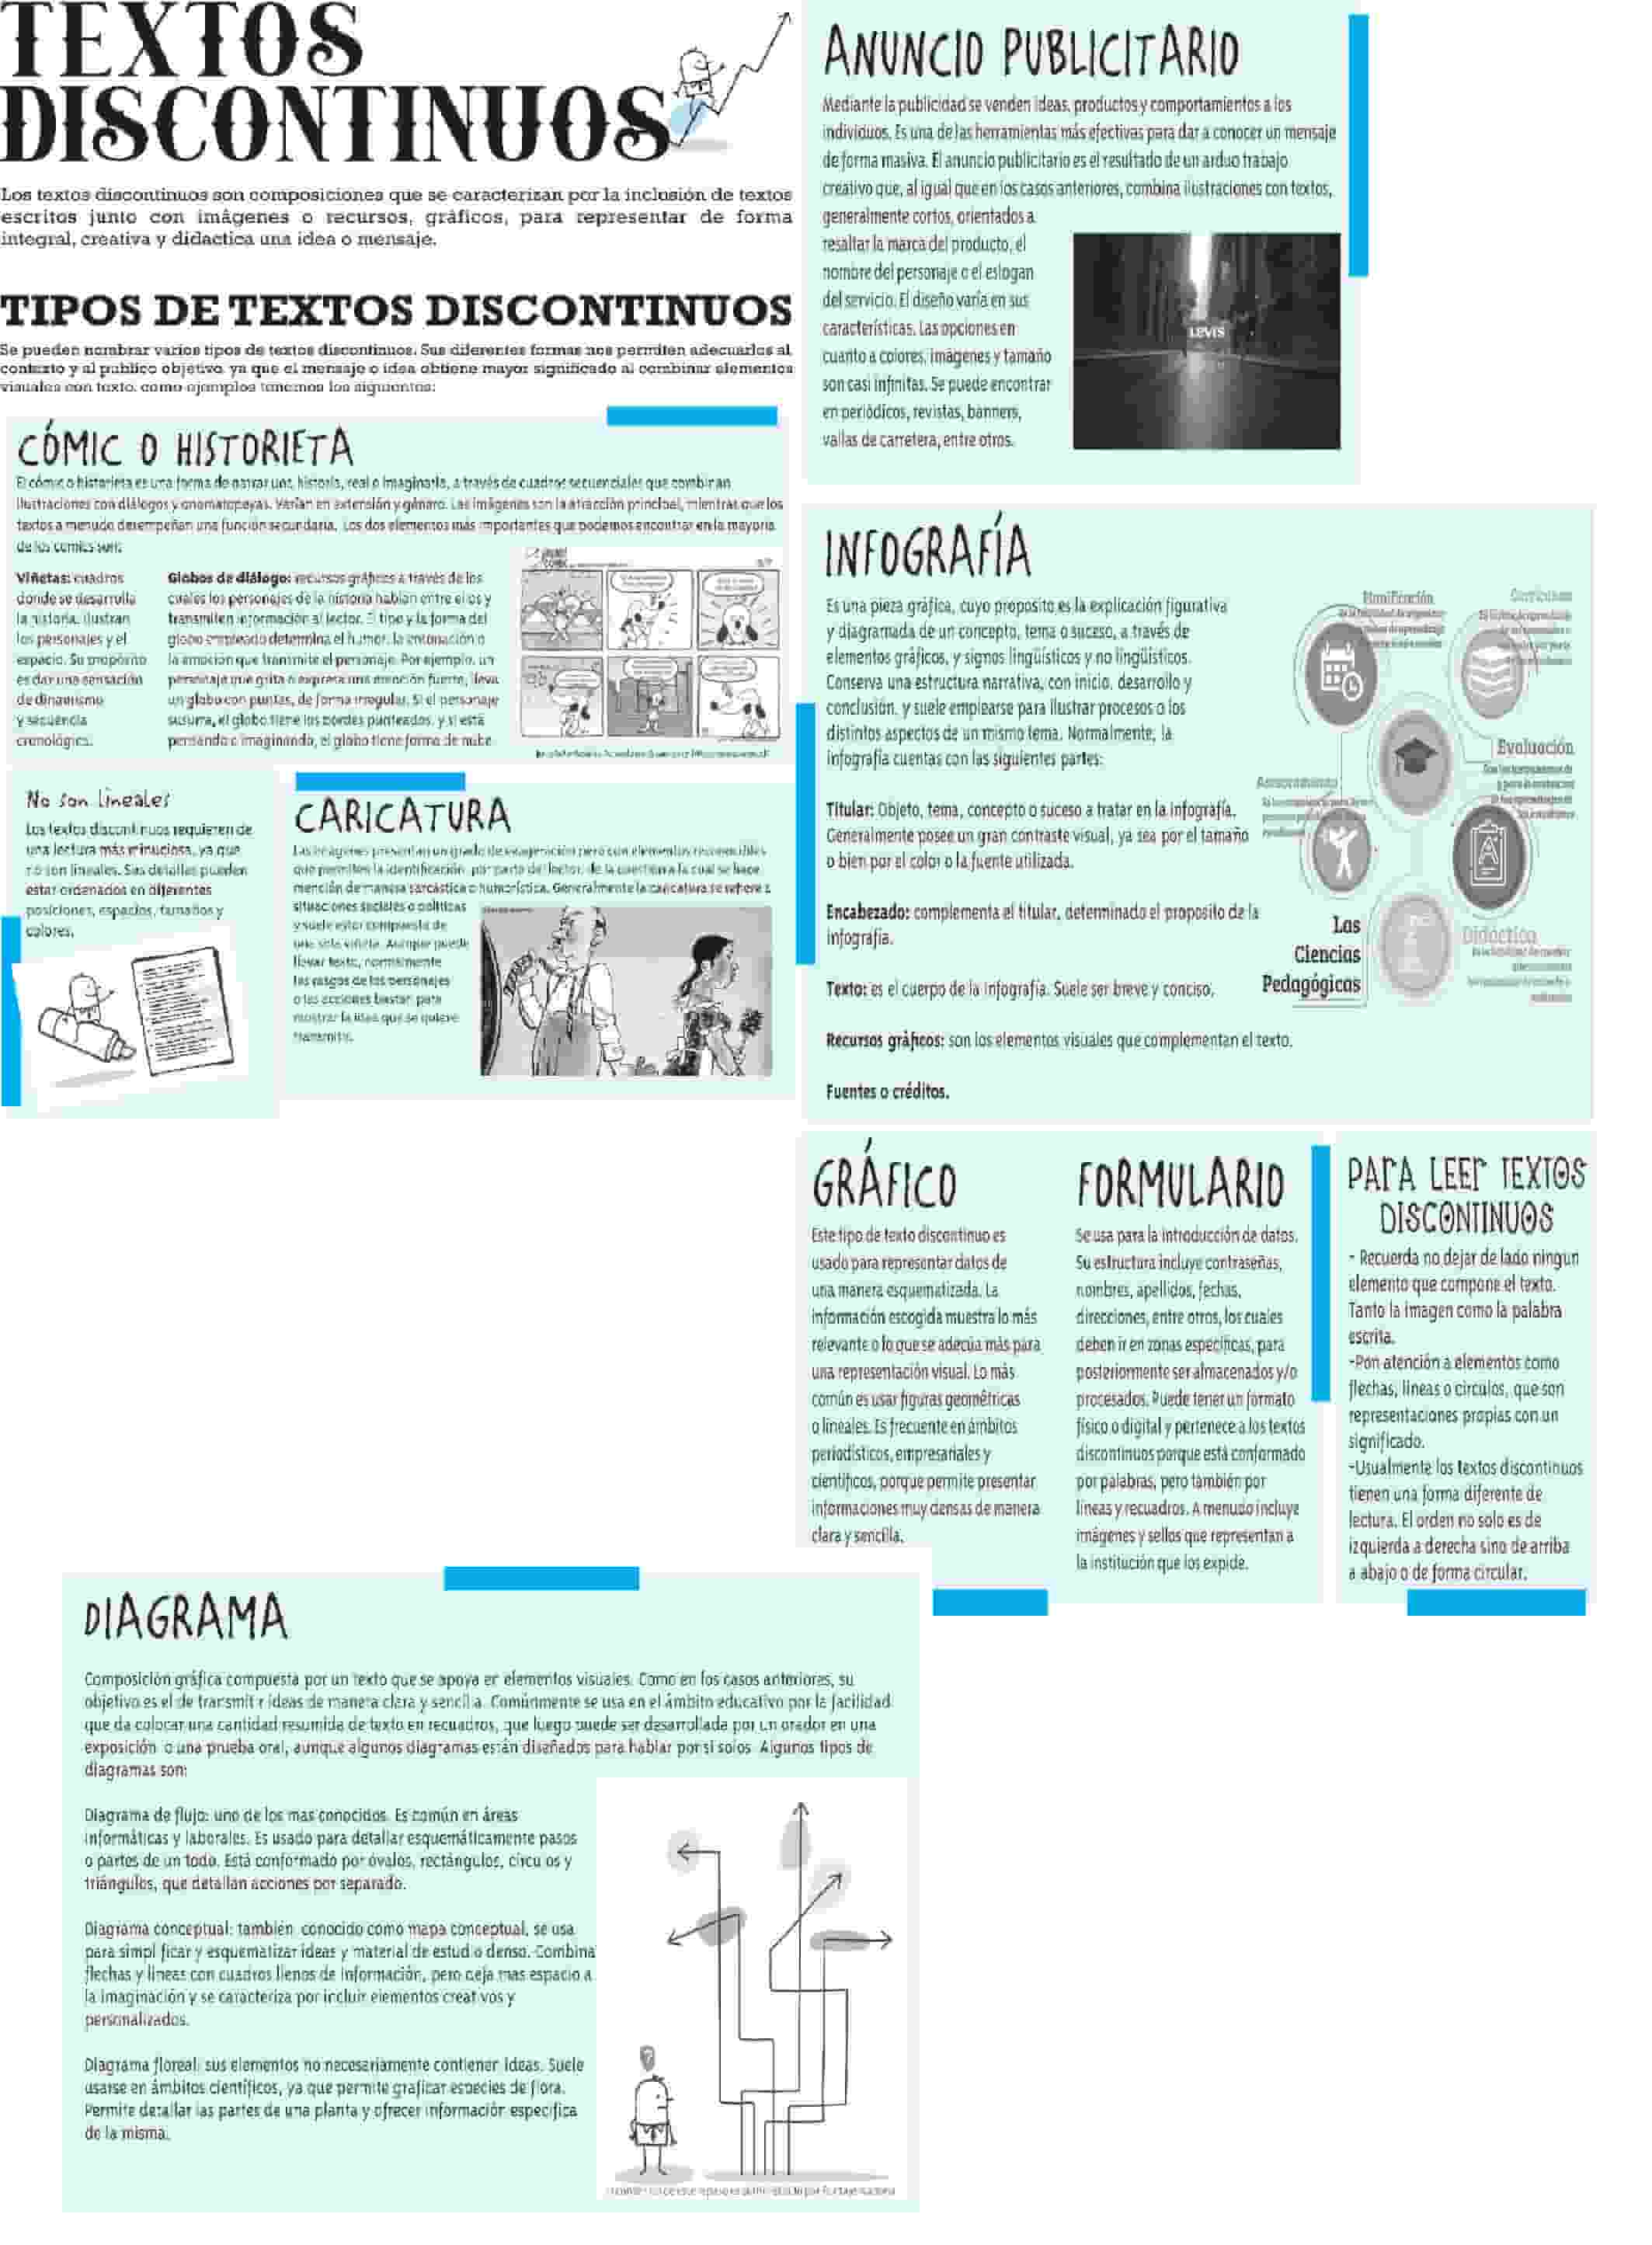 TEXTOS
DISCONTINUOS
Los textos discontinuos son composiciones que se caracterizan por la inclusión de textos
escritos junto con imágenes o recursos, gráficos, para representar de forma
integral, creativa y didactica una idea o mensaje.
TIPOS DE TEXTOS DISCONTINUOS
Se pueden nombrar varios tipos de textos discontinuos. Sus diferentes formas nos permiten adecuarlos al
contexto y al publico objetivo, ya que el mensaje o idea obtiene mayor significado al combinar elementos
visuales con texto, como ejemplos tenemos los siguientes:
CÓMIC O HISTORIETA
El cómic o historieta es una forma de narrar una historia, real o imaginaria, a través de cuadros secuenciales que combinan
ilustraciones con diálogos y onomatopeyas. Varían en extensión y género. Las imágenes son la atracción principal, mientras que los
textos a menudo desempeñan una función secundaria. Los dos elementos más importantes que podemos encontrar en la mayoría
de los comics son:
Viñetas: cuadros
donde se desarrolla
la historia. Ilustran
los personajes y el
espacio. Su propósito
es dar una sensación
de dinamismo
y secuencia
cronológica.
Globos de diálogo: recursos gráficos a través de los
cuales los personajes de la historia hablan entre ellos y
transmiten información al lector. El tipo y la forma del
globo empleado determina el humor, la entonación o
la emoción que transmite el personaje. Por ejemplo, un
personaje que grita o expresa una emoción fuerte, lleva
un globo con puntas, de forma irregular. Si el personaje
susurra, el globo tiene los bordes punteados, y si está
pensando o imaginando, el globo tiene forma de nube
No son lineales
Los textos discontinuos requieren de
una lectura más minuciosa, ya que
no son lineales. Sus detalles pueden
estar ordenados en diferentes
posiciones, espacios, tamaños y
colores.
CARICATURA
Las imágenes presentan un grado de exageración pero con elementos reconocibles
que permiten la identificación, por parte del lector, de la cuestión a la cual se hace
mención de manera sarcástica o humorística. Generalmente la caricatura se refiere a
situaciones sociales o políticas
y suele estar compuesta de
una sola viñeta. Aunque puede
llevar texto, normalmente
los rasgos de los personajes
o las acciones bastan para
mostrar la idea que se quiere
transmitir.
ANUNCIO PUBLICITARIO
Mediante la publicidad se venden ideas, productos y comportamientos a los
individuos. Es una de las herramientas más efectivas para dar a conocer un mensaje
de forma masiva. El anuncio publicitario es el resultado de un arduo trabajo
creativo que, al igual que en los casos anteriores, combina ilustraciones con textos,
generalmente cortos, orientados a
resaltar la marca del producto, el
nombre del personaje o el eslogan
del servicio. El diseño varía en sus
características. Las opciones en
cuanto a colores, imágenes y tamaño
son casi infinitas. Se puede encontrar
en periódicos, revistas, banners,
vallas de carretera, entre otros.
LEVIS
INFOGRAFÍA
Es una pieza gráfica, cuyo proposito es la explicación figurativa
y diagramada de un concepto, tema o suceso, a través de
elementos gráficos, y signos lingüísticos y no lingüísticos.
Conserva una estructura narrativa, con inicio, desarrollo y
conclusión, y suele emplearse para ilustrar procesos o los
distintos aspectos de un mismo tema. Normalmente, la
infografía cuentas con las siguientes partes:
Titular: Objeto, tema, concepto o suceso a tratar en la infografía.
Generalmente posee un gran contraste visual, ya sea por el tamaño
o bien por el color o la fuente utilizada.
Encabezado: complementa el titular, determinado el proposito de la
infografía.
Texto: es el cuerpo de la infografía. Suele ser breve y conciso.
Recursos gráficos: son los elementos visuales que complementan el texto.
Fuentes o créditos.
Planificación
Evaluación
Didáctica
Las
Ciencias
Pedagógicas
GRÁFICO
Este tipo de texto discontinuo es
usado para representar datos de
una manera esquematizada. La
información escogida muestra lo más
relevante o lo que se adecúa más para
una representación visual. Lo más
común es usar figuras geométricas
o lineales. Es frecuente en ámbitos
periodísticos, empresariales y
científicos, porque permite presentar
informaciones muy densas de manera
clara y sencilla.
FORMULARIO
Se usa para la introducción de datos.
Su estructura incluye contraseñas,
nombres, apellidos, fechas,
direcciones, entre otros, los cuales
deben ir en zonas específicas, para
posteriormente ser almacenados y/o
procesados. Puede tener un formato
físico o digital y pertenece a los textos
discontinuos porque está conformado
por palabras, pero también por
líneas y recuadros. A menudo incluye
imágenes y sellos que representan a
la institución que los expide.
PARA LEER TEXTOS
DISCONTINUOS
- Recuerda no dejar de lado ningun
elemento que compone el texto.
Tanto la imagen como la palabra
escrita.
-Pon atención a elementos como
flechas, lineas o circulos, que son
representaciones propias con un
significado.
-Usualmente los textos discontinuos
tienen una forma diferente de
lectura. El orden no solo es de
izquierda a derecha sino de arriba
a abajo o de forma circular.
DIAGRAMA
Composición gráfica compuesta por un texto que se apoya en elementos visuales. Como en los casos anteriores, su
objetivo es el de transmitir ideas de manera clara y sencilla. Comúnmente se usa en el ámbito educativo por la facilidad
que da colocar una cantidad resumida de texto en recuadros, que luego puede ser desarrollada por un orador en una
exposición o una prueba oral, aunque algunos diagramas están diseñados para hablar por si solos. Algunos tipos de
diagramas son:
Diagrama de flujo: uno de los mas conocidos. Es común en áreas
informáticas y laborales. Es usado para detallar esquemáticamente pasos
o partes de un todo. Está conformado por óvalos, rectángulos, círculos y
triángulos, que detallan acciones por separado.
Diagrama conceptual: también conocido como mapa conceptual, se usa
para simplificar y esquematizar ideas y material de estudio denso. Combina
flechas y líneas con cuadros llenos de información, pero deja mas espacio a
la imaginación y se caracteriza por incluir elementos creativos y
personalizados.
Diagrama floreal: sus elementos no necesariamente contienen ideas. Suele
usarse en ámbitos científicos, ya que permite graficar especies de flora.
Permite detallar las partes de una planta y ofrecer información específica
de la misma.